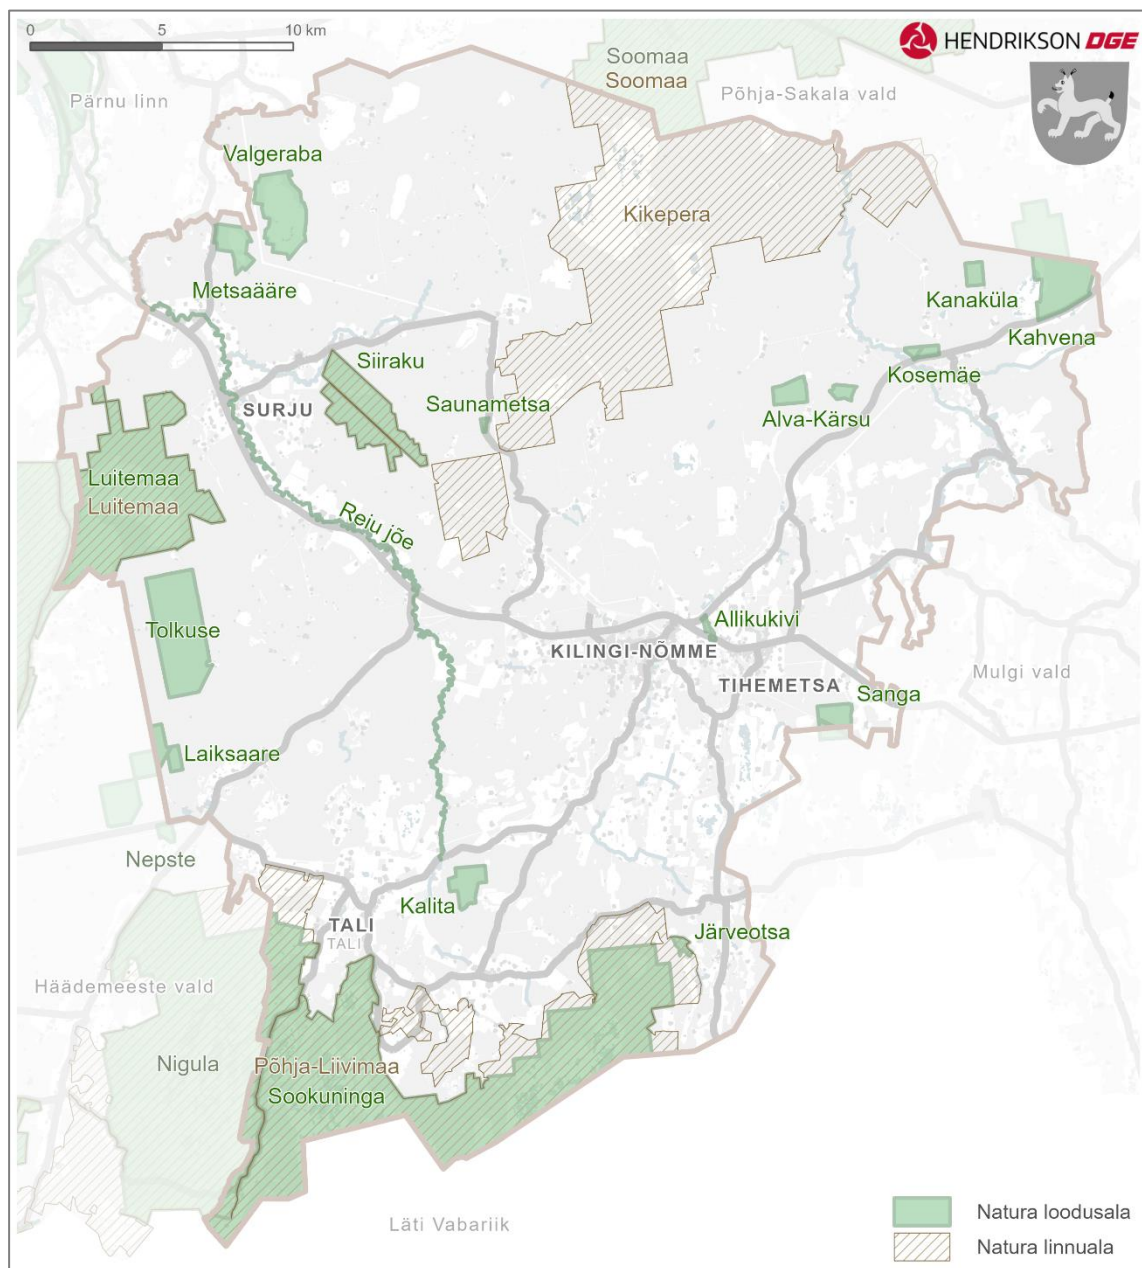 0 5 10 km
HENDRIKSON DGE
Soomaa
Soomaa
Pärnu linn
Põhja-Sakala vald
Valgeraba
Kikepera
Metsaääre
Kanaküla
Kahvena
Siiraku
Kosemäe
SURJU
Saunametsa
Alva-Kärsu
Luitemaa
Luitemaa
Reiu jõe
Tolkuse
Allikukivi
KILINGI-NÕMME
TIHEMETSA
Mulgi vald
Sanga
Laiksaare
Nepste
Kalita
TALI
TALI
Järveotsa
Häädemeeste vald
Nigula
Põhja-Liivimaa
Sookuninga
Läti Vabariik
Natura loodusala
Natura linnuala